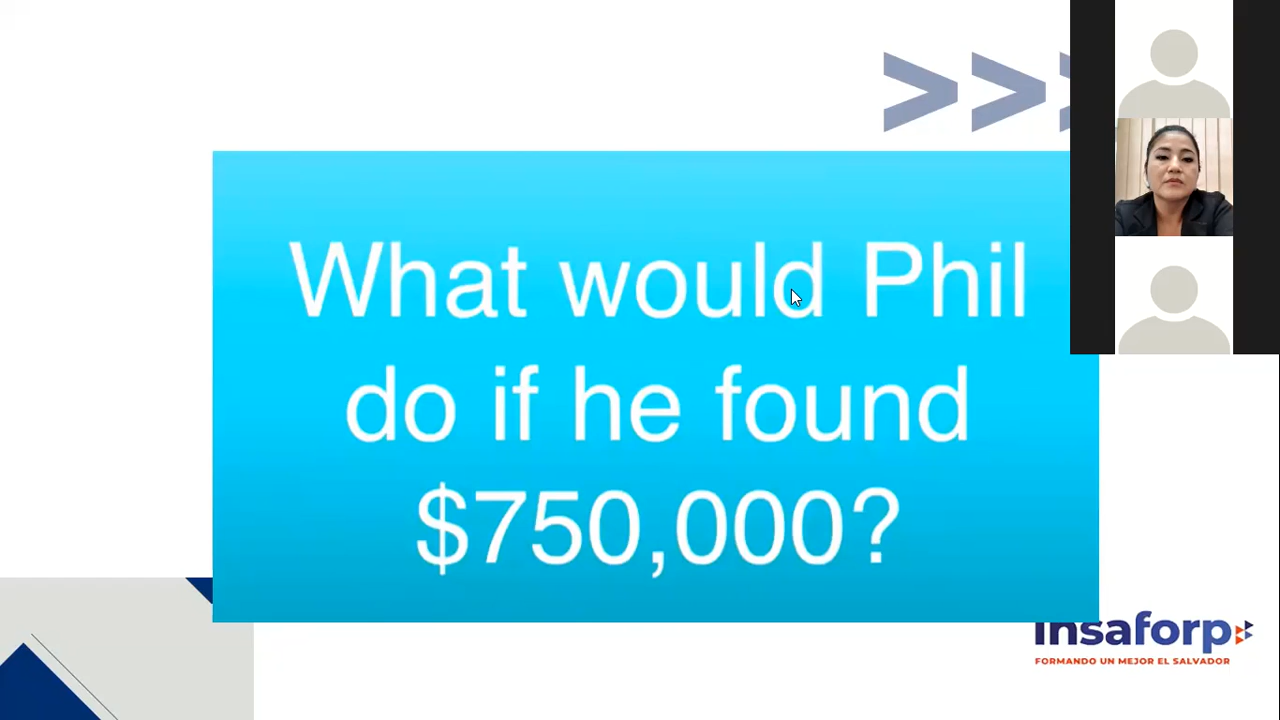 >>>
What would Phil
do if he found
$750,000?
insaforp
FORMANDO UN MEJOR EL SALVADOR